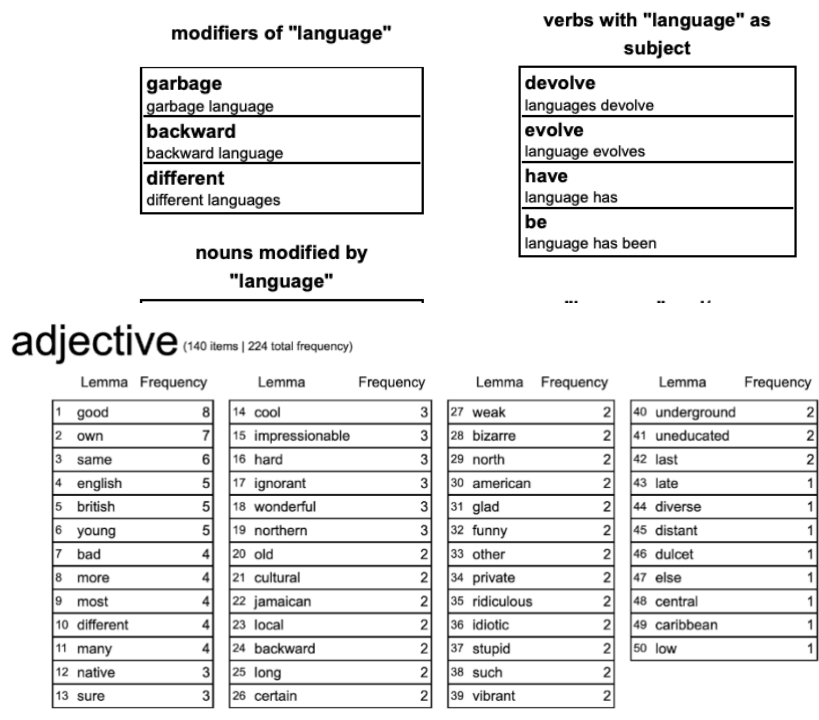 modifiers of "language"
garbage
garbage language
backward
backward language
different
different languages
nouns modified by
"language"
verbs with "language" as
subject
devolve
languages devolve
evolve
language evolves
have
language has
be
language has been
adjective (140 items | 224 total frequency)
Lemma Frequency
1 good 8
2 own 7
3 same 6
4 english 5
5 british 5
6 young 5
7 bad 4
8 more 4
9 most 4
10 different 4
11 many 4
12 native 3
13 sure 3
Lemma Frequency
14 cool 3
15 impressionable 3
16 hard 3
17 ignorant 3
18 wonderful 3
19 northern 3
20 old 2
21 cultural 2
22 jamaican 2
23 local 2
24 backward 2
25 long 2
26 certain 2
Lemma Frequency
27 weak 2
28 bizarre 2
29 north 2
30 american 2
31 glad 2
32 funny 2
33 other 2
34 private 2
35 ridiculous 2
36 idiotic 2
37 stupid 2
38 such 2
39 vibrant 2
Lemma Frequency
40 underground 2
41 uneducated 2
42 last 2
43 late 1
44 diverse 1
45 distant 1
46 dulcet 1
47 else 1
48 central 1
49 caribbean 1
50 low 1